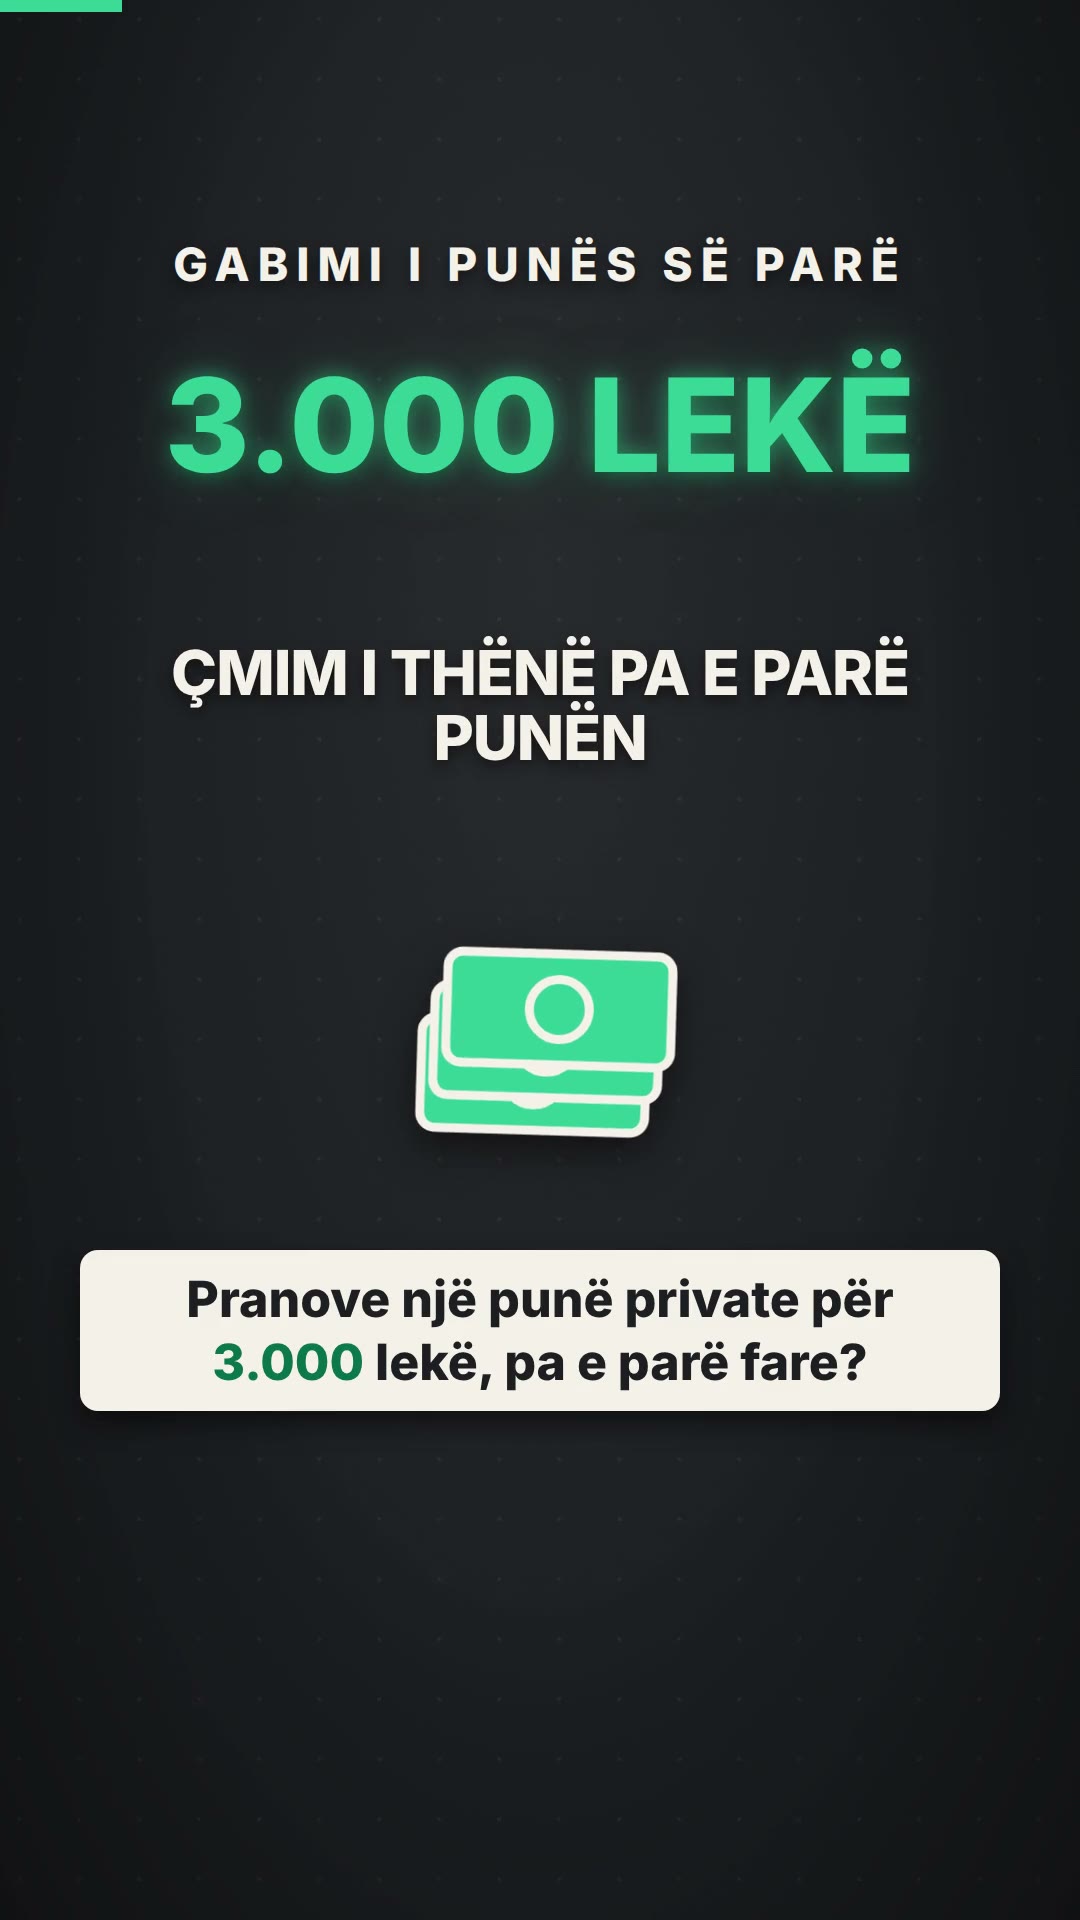 GABIMI I PUNËS SË PARË
3.000 LEKË
ÇMIM I THËNË PA E PARË
PUNËN
Pranove një punë private për
3.000 lekë, pa e parë fare?